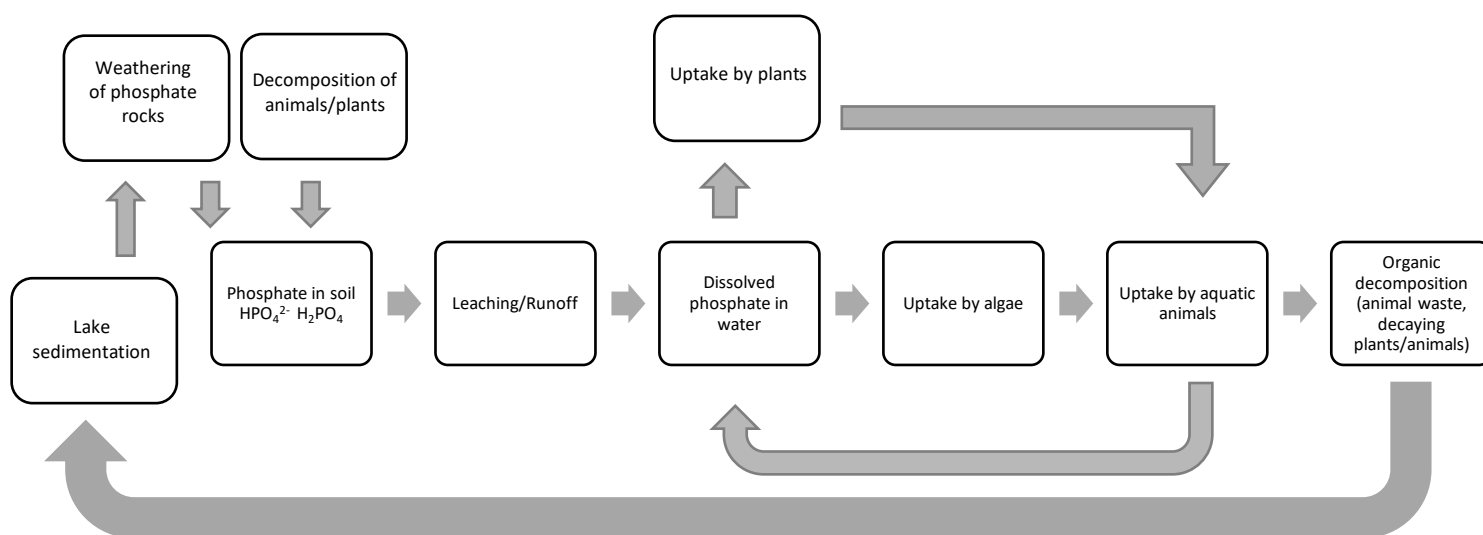 Weathering
of phosphate
rocks
Decomposition of
animals/plants
Uptake by plants
Lake
sedimentation
Phosphate in soil
HPO₄²⁻ H₂PO₄
Leaching/Runoff
Dissolved
phosphate in
water
Uptake by algae
Uptake by aquatic
animals
Organic
decomposition
(animal waste,
decaying
plants/animals)